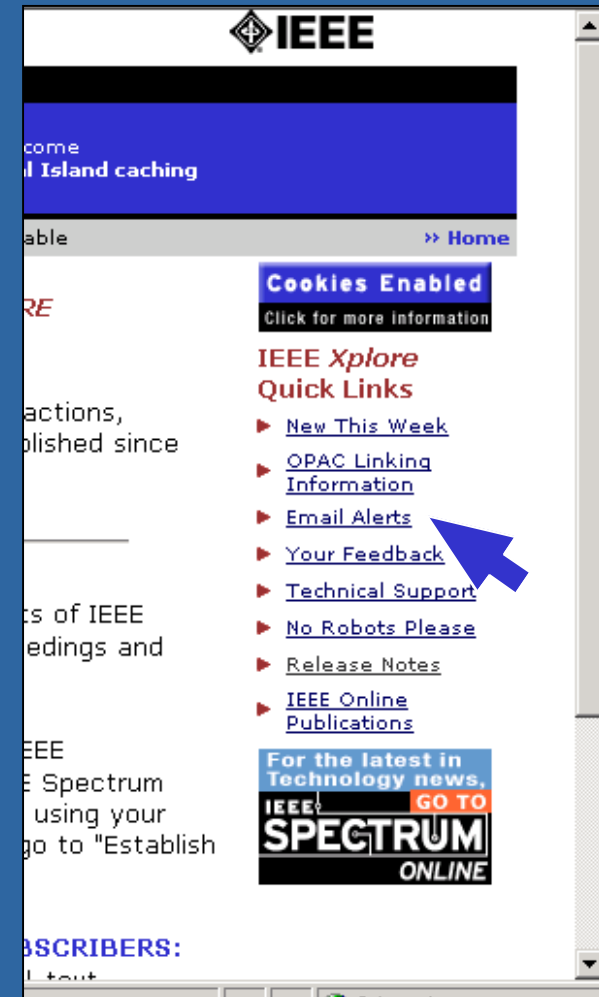 IEEE
come
l Island caching
able
›› Home
Cookies Enabled
Click for more information
RE
IEEE Xplore
Quick Links
actions,
blished since
New This Week
OPAC Linking
Information
Email Alerts
Your Feedback
Technical Support
ts of IEEE
edings and
No Robots Please
Release Notes
IEEE Online
Publications
EEE
E Spectrum
using your
go to "Establish
For the latest in
Technology news,
GO TO
IEEE
SPECTRUM
ONLINE
BSCRIBERS: